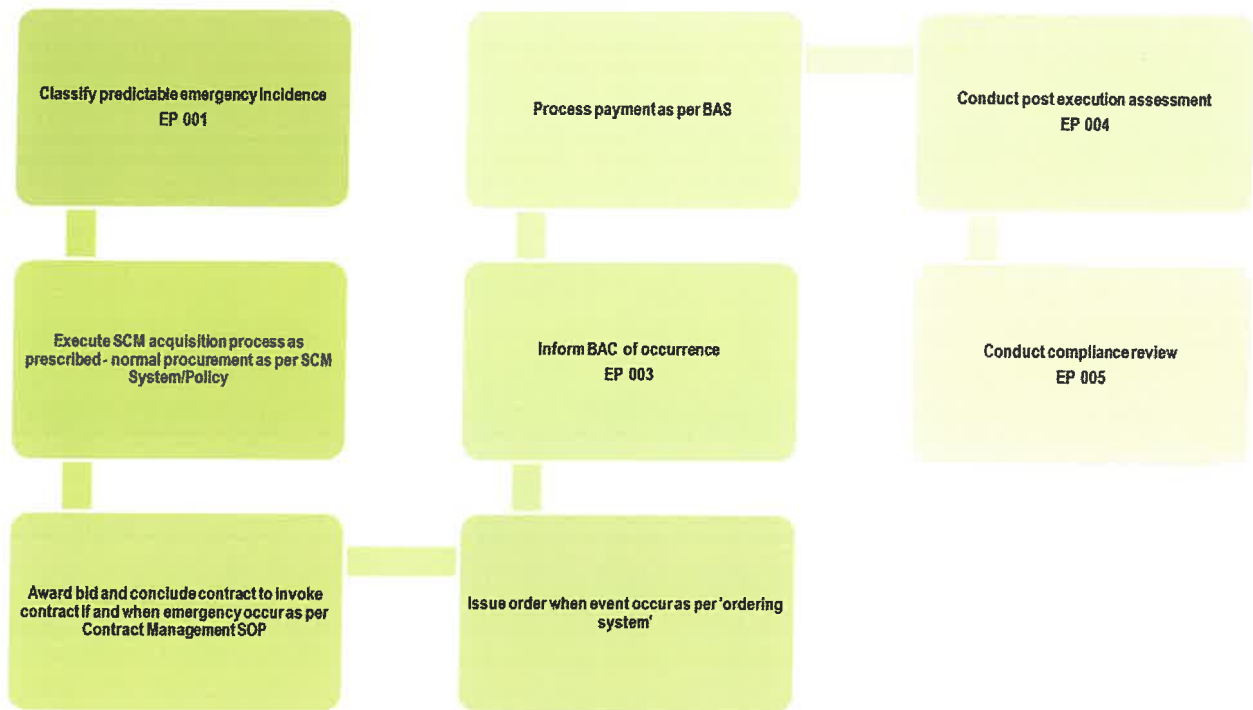 Classify predictable emergency Incidence
EP 001
Execute SCM acquisition process as
prescribed - normal procurement as per SCM
System/Policy
Award bid and conclude contract to invoke
contract if and when emergency occur as per
Contract Management SOP
Issue order when event occur as per 'ordering
system'
Inform BAC of occurrence
EP 003
Process payment as per BAS
Conduct post execution assessment
EP 004
Conduct compliance review
EP 005